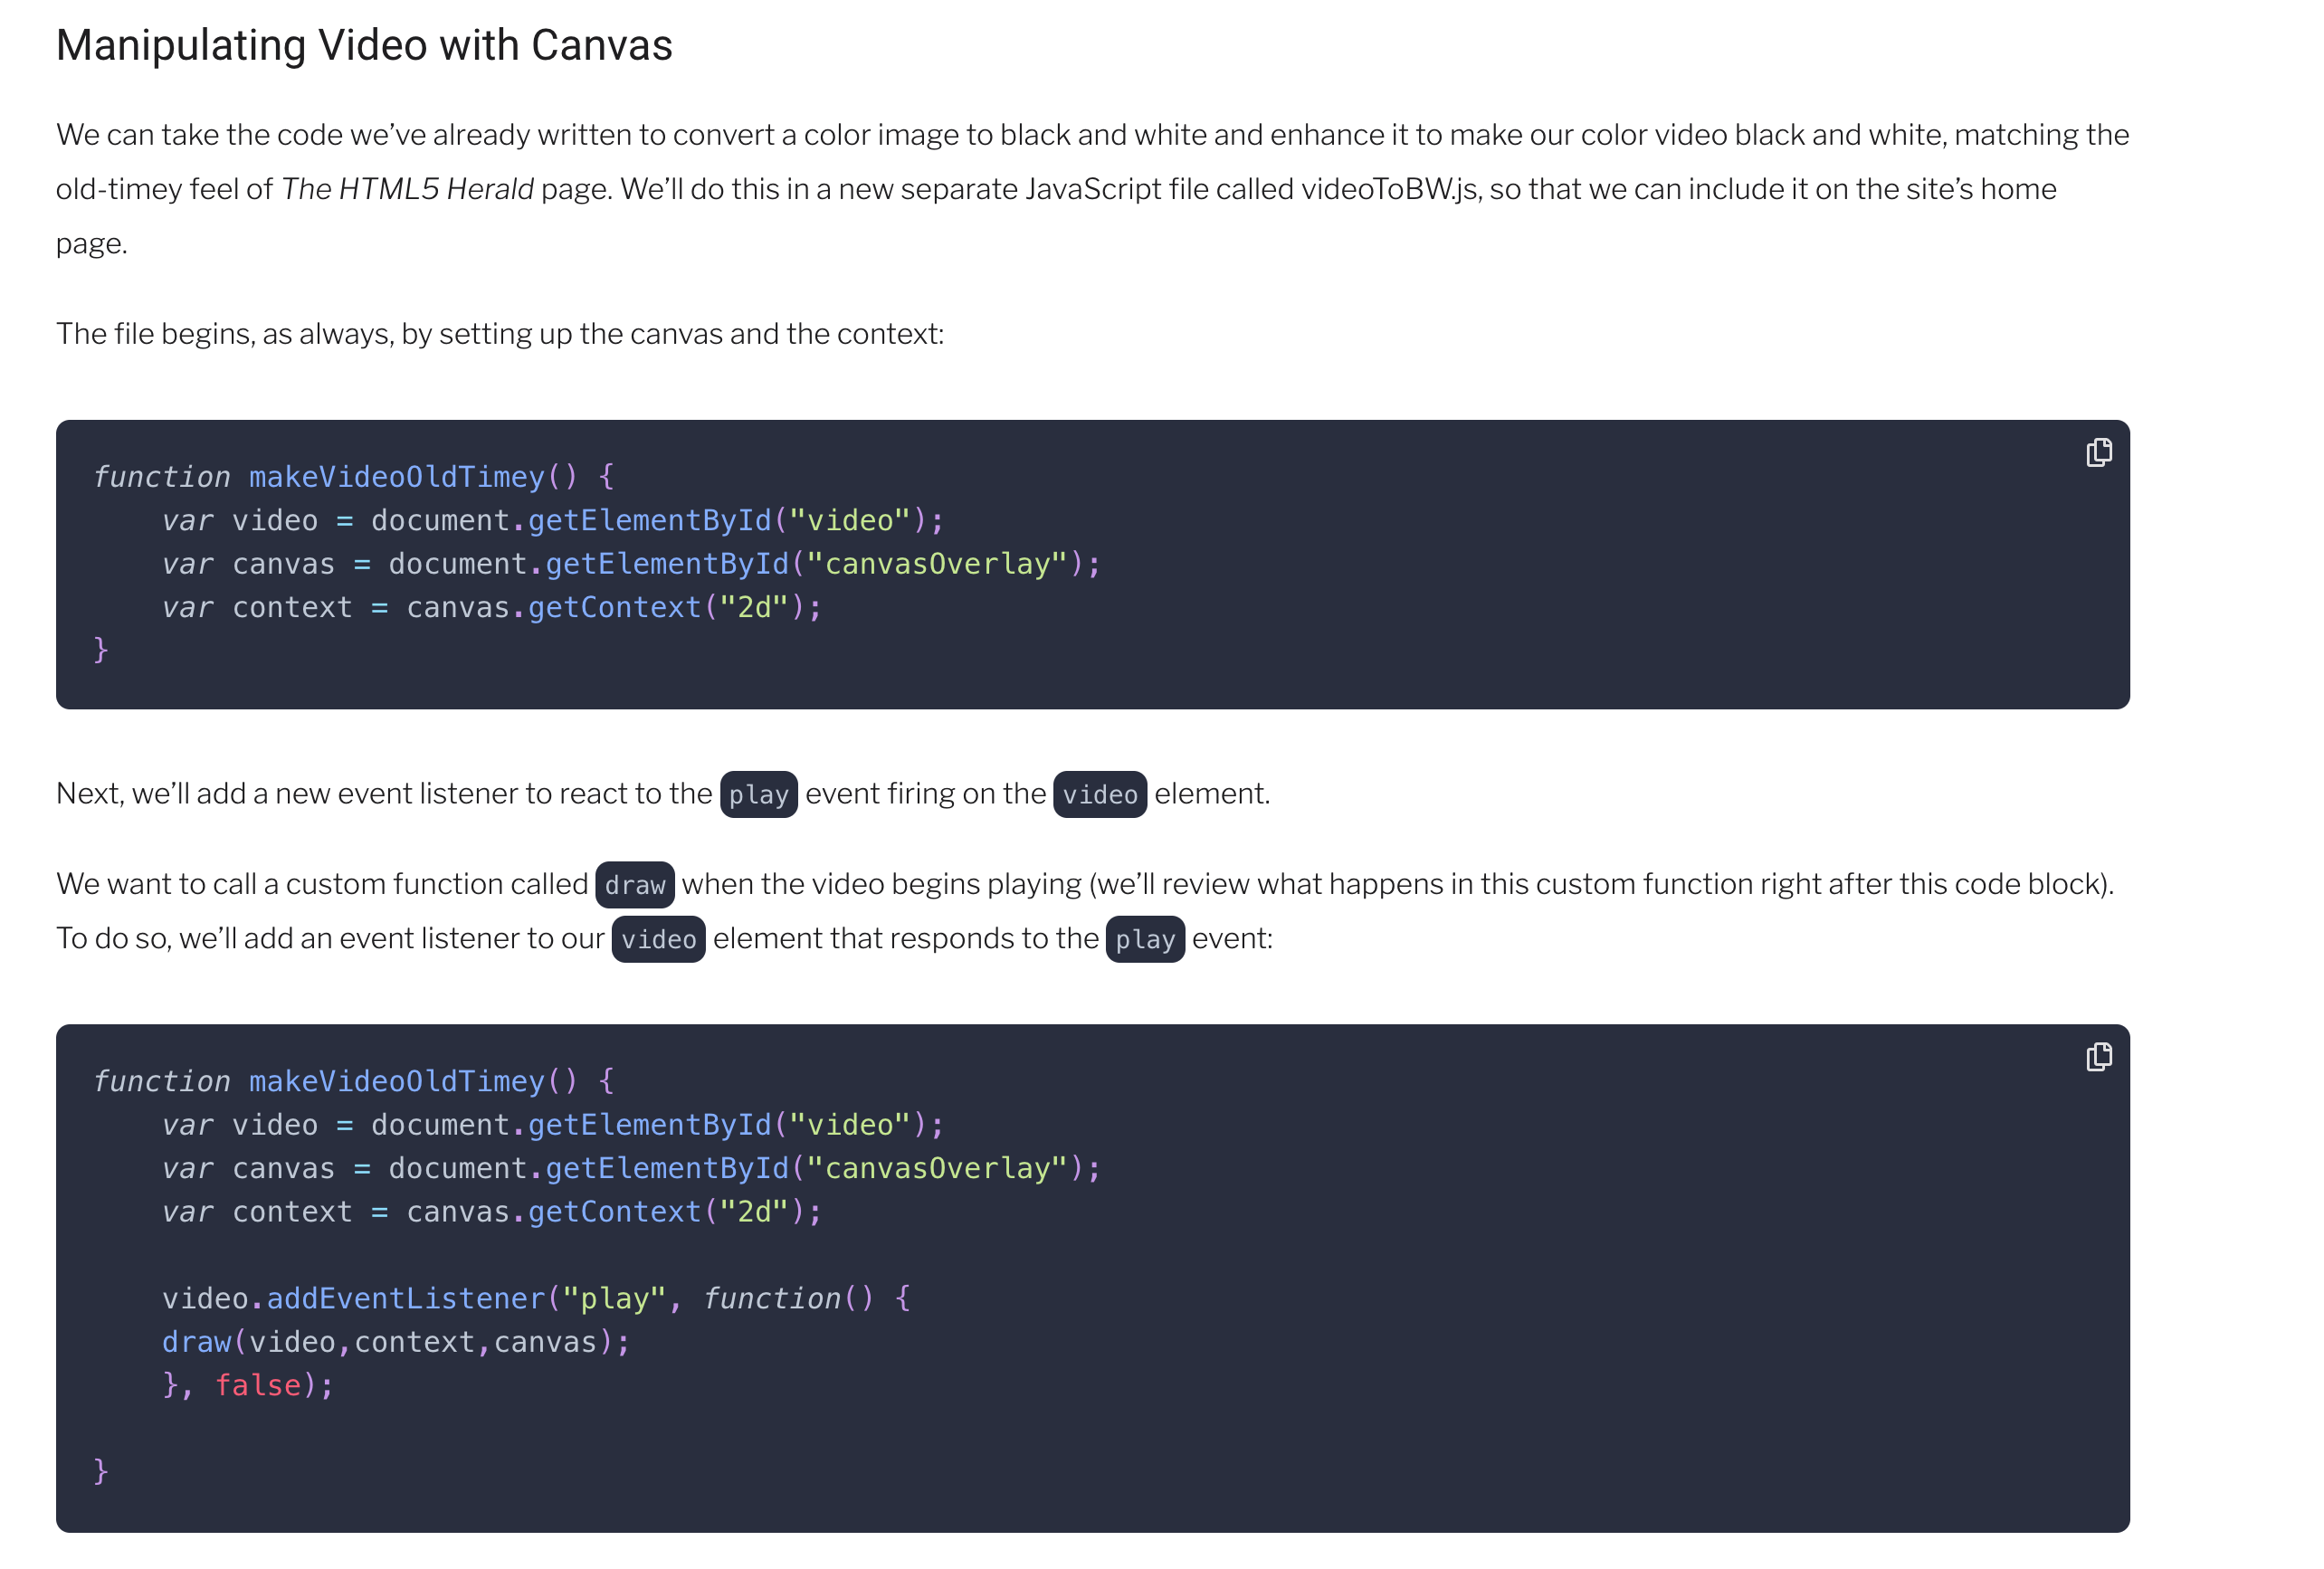 Manipulating Video with Canvas
We can take the code we’ve already written to convert a color image to black and white and enhance it to make our color video black and white, matching the
old-timey feel of The HTML5 Herald page. We’ll do this in a new separate JavaScript file called videoToBW.js, so that we can include it on the site’s home
page.
The file begins, as always, by setting up the canvas and the context:
function makeVideoOldTimey() {
    var video = document.getElementById("video");
    var canvas = document.getElementById("canvasOverlay");
    var context = canvas.getContext("2d");
}
Next, we’ll add a new event listener to react to the play event firing on the video element.
We want to call a custom function called draw when the video begins playing (we’ll review what happens in this custom function right after this code block).
To do so, we’ll add an event listener to our video element that responds to the play event:
function makeVideoOldTimey() {
    var video = document.getElementById("video");
    var canvas = document.getElementById("canvasOverlay");
    var context = canvas.getContext("2d");
    video.addEventListener("play", function() {
    draw(video,context,canvas);
    }, false);
}